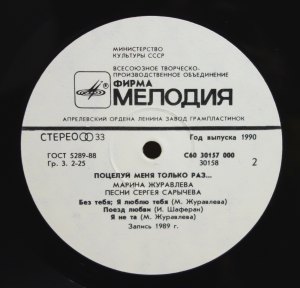 МИНИСТЕРСТВО
КУЛЬТУРЫ СССР
ВСЕСОЮЗНОЕ ТВОРЧЕСКО-
ПРОИЗВОДСТВЕННОЕ ОБЪЕДИНЕНИЕ
ФИРМА
МЕЛОДИЯ
АПРЕЛЕВСКИЙ ОРДЕНА ЛЕНИНА ЗАВОД ГРАМПЛАСТИНОК
СТЕРЕО 33
Год выпуска 1990
ГОСТ 5289-88
С60 30157 000
Гр. 3. 2-25
30158
2
ПОЦЕЛУЙ МЕНЯ ТОЛЬКО РАЗ...
МАРИНА ЖУРАВЛЕВА
ПЕСНИ СЕРГЕЯ САРЫЧЕВА
Без тебя; Я люблю тебя (М. Журавлева)
Поезд любви (И. Шаферан)
Я не та (М. Журавлева)
Запись 1989 г.